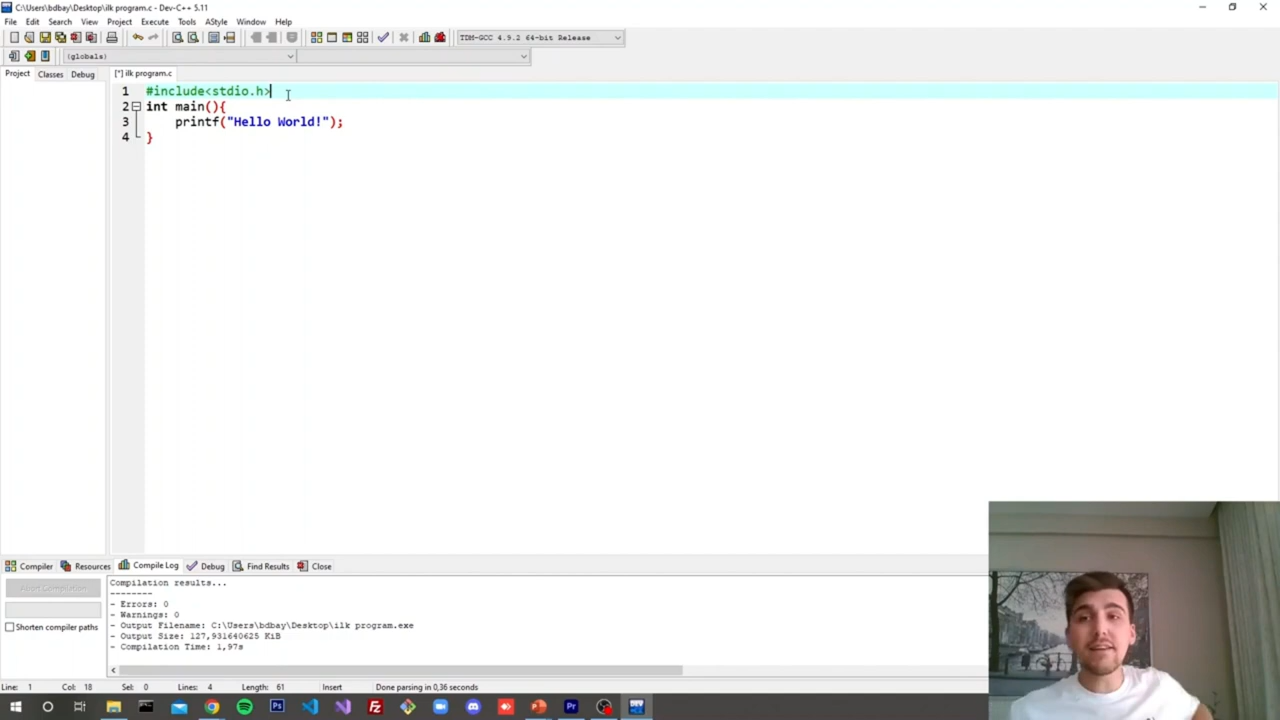 C:\Users\bdbay\Desktop\ilk program.c - Dev-C++ 5.11
File Edit Search View Project Execute Tools AStyle Window Help
TDM-GCC 4.9.2 64-bit Release
(globals)
Project Classes Debug
[*] ilk program.c
1 #include<stdio.h>
2 int main(){
3 printf("Hello World!");
4 }
Compiler Resources Compile Log Debug Find Results Close
Abort Compilation
Shorten compiler paths
Compilation results...
--------
- Errors: 0
- Warnings: 0
- Output Filename: C:\Users\bdbay\Desktop\ilk program.exe
- Output Size: 127,931640625 KiB
- Compilation Time: 1,97s
Line: 1 Col: 18 Sel: 0 Lines: 4 Length: 61 Insert Done parsing in 0,36 seconds